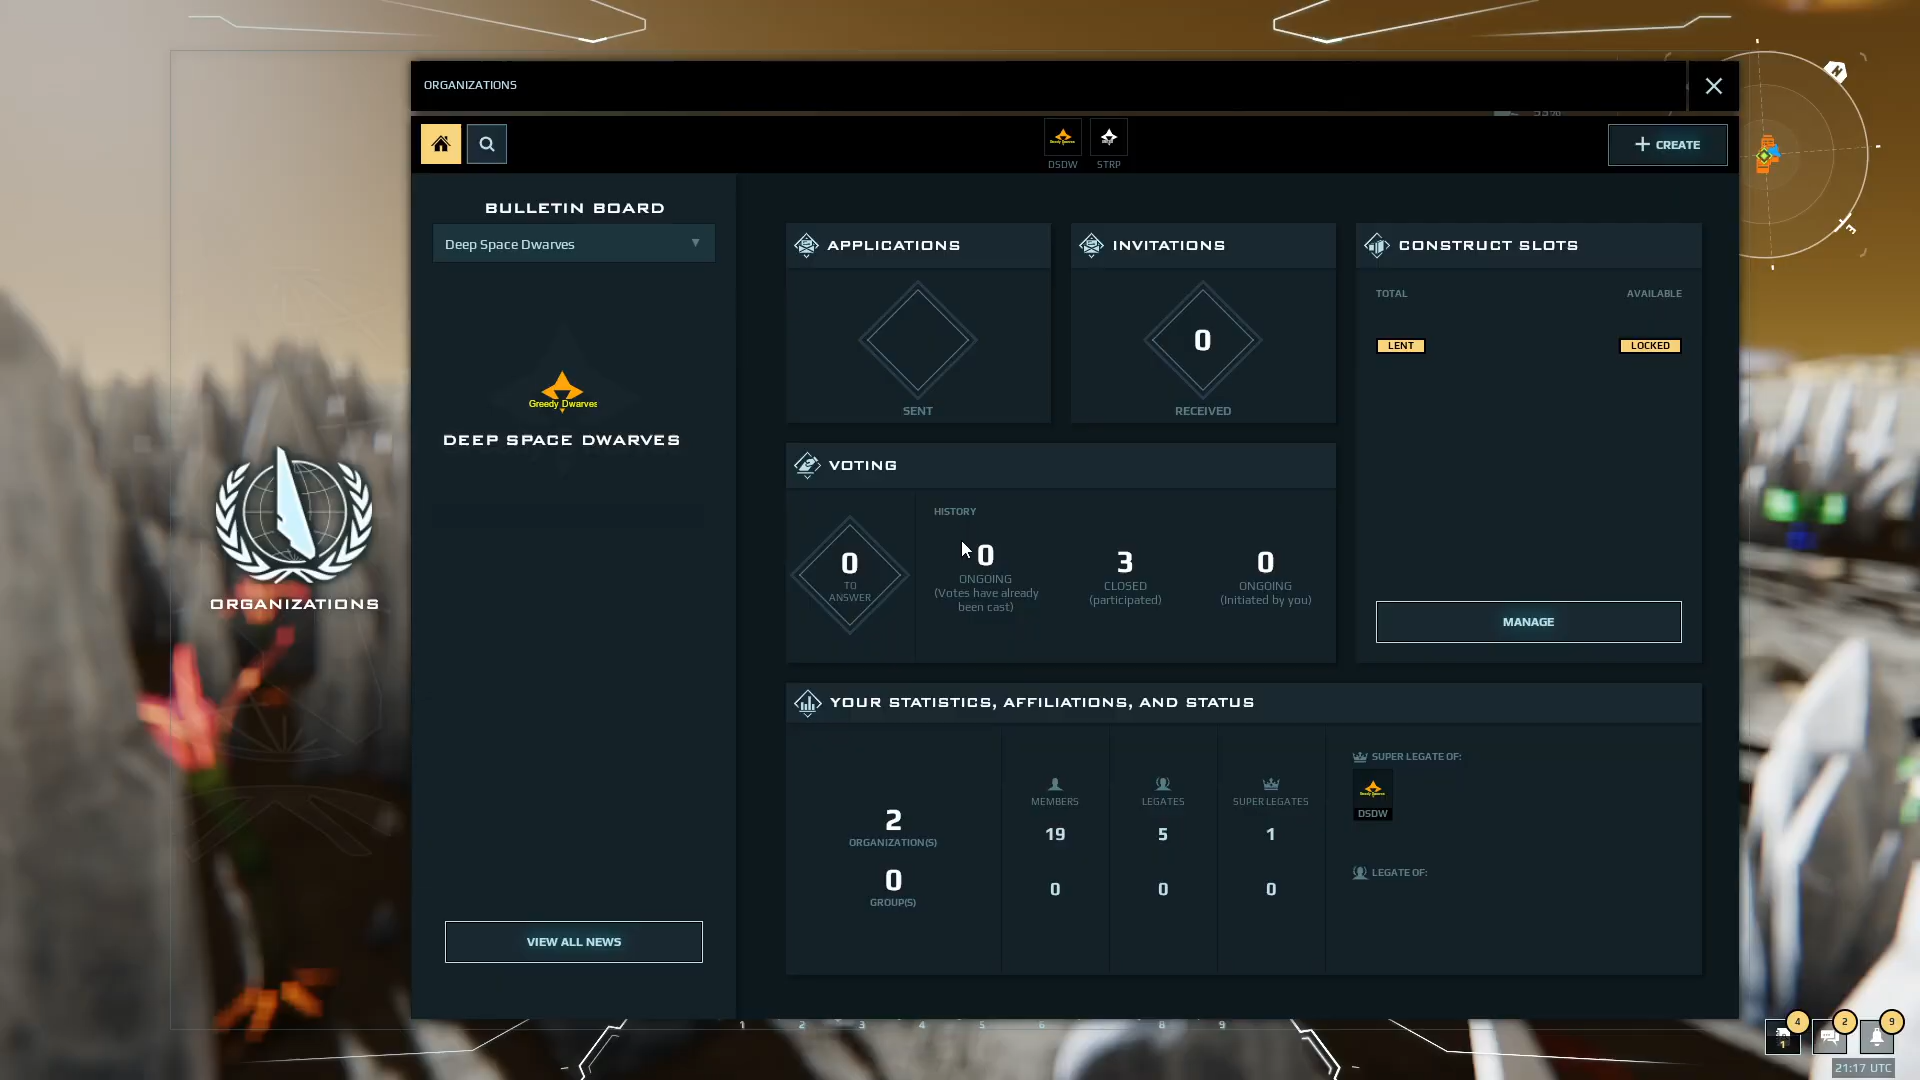 ORGANIZATIONS
DSDW
STRP
CREATE
BULLETIN BOARD
Deep Space Dwarves
Greedy Dwarves
DEEP SPACE DWARVES
VIEW ALL NEWS
APPLICATIONS
SENT
INVITATIONS
0
RECEIVED
CONSTRUCT SLOTS
TOTAL
AVAILABLE
LENT
LOCKED
MANAGE
VOTING
0
TO
ANSWER
HISTORY
0
ONGOING
(Votes have already
been cast)
3
CLOSED
(participated)
0
ONGOING
(Initiated by you)
YOUR STATISTICS, AFFILIATIONS, AND STATUS
2
ORGANIZATION(S)
0
GROUP(S)
MEMBERS
19
0
LEGATES
5
0
SUPER LEGATES
1
0
SUPER LEGATE OF:
DSDW
LEGATE OF:
ORGANIZATIONS
N
1 2 3 4 5 6 8 9
4
1
2
9
21:17 UTC